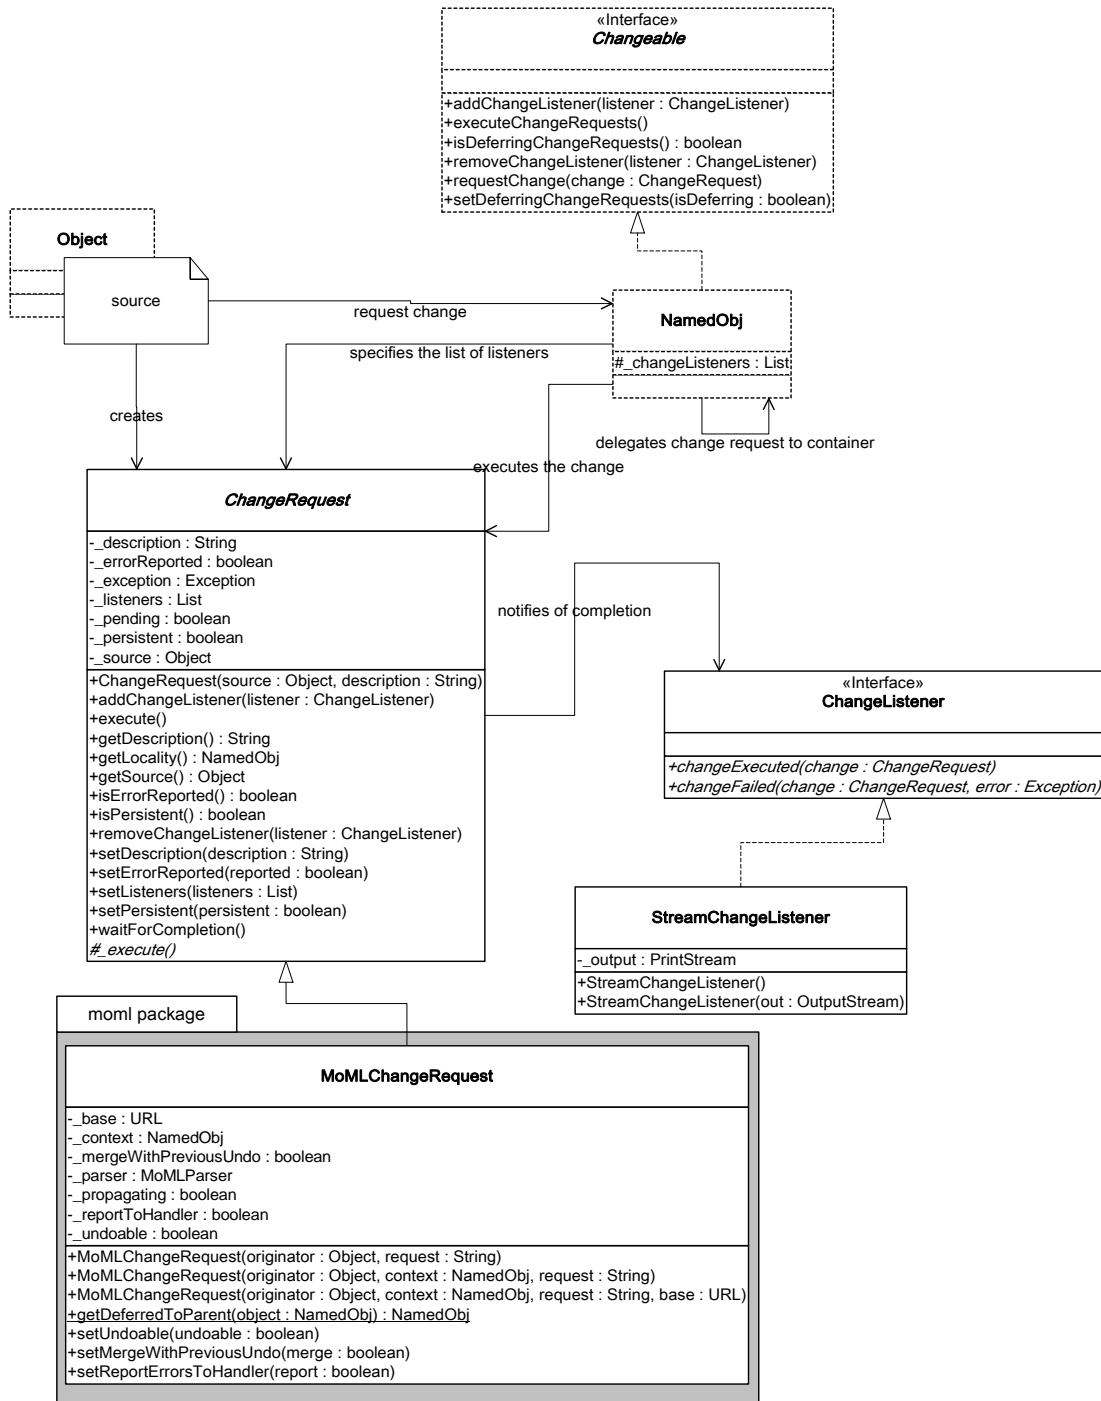 «Interface»
Changeable
+addChangeListener(listener : ChangeListener)
+executeChangeRequests()
+isDeferringChangeRequests() : boolean
+removeChangeListener(listener : ChangeListener)
+requestChange(change : ChangeRequest)
+setDeferringChangeRequests(isDeferring : boolean)
Object
source
request change
NamedObj
#_changeListeners : List
specifies the list of listeners
creates
delegates change request to container
executes the change
ChangeRequest
-_description : String
-_errorReported : boolean
-_exception : Exception
-_listeners : List
-_pending : boolean
-_persistent : boolean
-_source : Object
+ChangeRequest(source : Object, description : String)
+addChangeListener(listener : ChangeListener)
+execute()
+getDescription() : String
+getLocality() : NamedObj
+getSource() : Object
+isErrorReported() : boolean
+isPersistent() : boolean
+removeChangeListener(listener : ChangeListener)
+setDescription(description : String)
+setErrorReported(reported : boolean)
+setListeners(listeners : List)
+setPersistent(persistent : boolean)
+waitForCompletion()
#_execute()
notifies of completion
«Interface»
ChangeListener
+changeExecuted(change : ChangeRequest)
+changeFailed(change : ChangeRequest, error : Exception)
StreamChangeListener
-_output : PrintStream
+StreamChangeListener()
+StreamChangeListener(out : OutputStream)
moml package
MoMLChangeRequest
-_base : URL
-_context : NamedObj
-_mergeWithPreviousUndo : boolean
-_parser : MoMLParser
-_propagating : boolean
-_reportToHandler : boolean
-_undoable : boolean
+MoMLChangeRequest(originator : Object, request : String)
+MoMLChangeRequest(originator : Object, context : NamedObj, request : String)
+MoMLChangeRequest(originator : Object, context : NamedObj, request : String, base : URL)
+getDeferredToParent(object : NamedObj) : NamedObj
+setUndoable(undoable : boolean)
+setMergeWithPreviousUndo(merge : boolean)
+setReportErrorsToHandler(report : boolean)